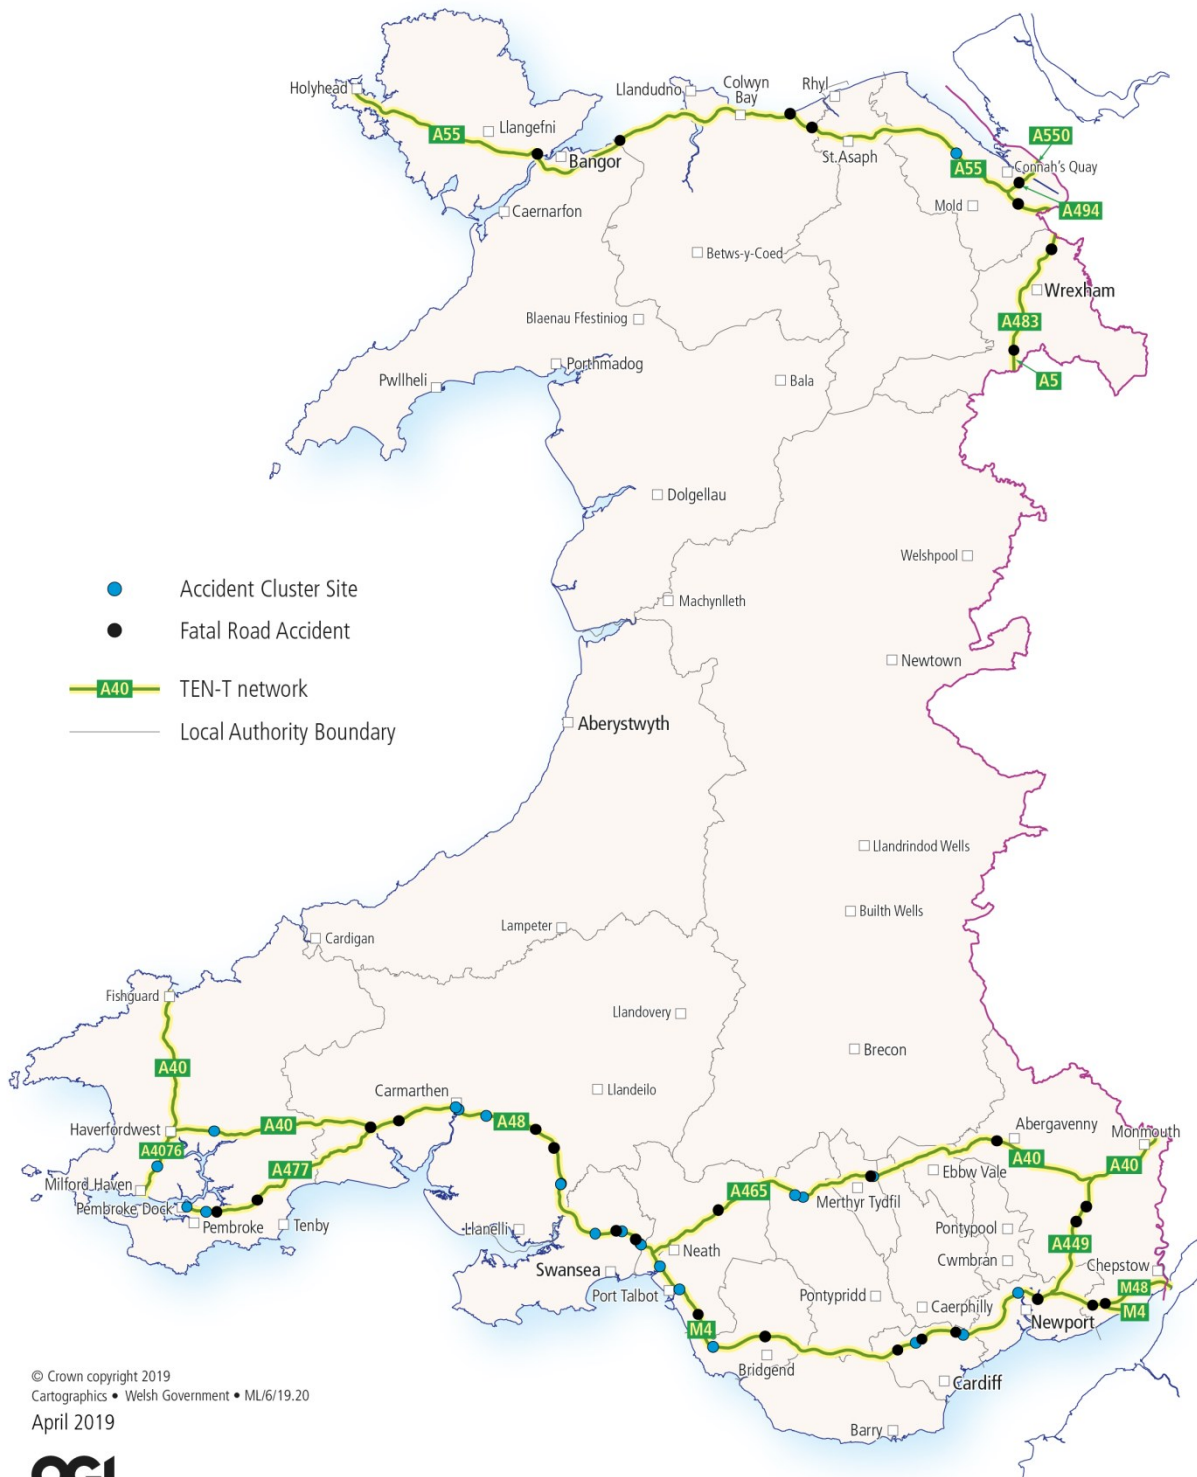 Holyhead
Llandudno
Colwyn
Bay
Rhyl
A55
Llangefni
Bangor
St.Asaph
A550
A55
Connah's Quay
A494
Caernarfon
Mold
Betws-y-Coed
Wrexham
Blaenau Ffestiniog
A483
Porthmadog
Pwllheli
Bala
A5
Dolgellau
Welshpool
Accident Cluster Site
Machynlleth
Fatal Road Accident
Newtown
A40 TEN-T network
Aberystwyth
Local Authority Boundary
Llandrindod Wells
Builth Wells
Lampeter
Cardigan
Fishguard
Llandovery
Brecon
A40
Llandeilo
Carmarthen
Haverfordwest
A40
A48
Abergavenny
Monmouth
A4076
A477
A40
A40
Ebbw Vale
Milford Haven
A465
Merthyr Tydfil
Pembroke Dock
Pembroke
Tenby
Llanelli
Pontypool
Neath
A449
Cwmbran
Swansea
Chepstow
Port Talbot
Pontypridd
Caerphilly
M48
M4
Newport
M4
Bridgend
Cardiff
Barry
© Crown copyright 2019
Cartographics • Welsh Government • ML/6/19.20
April 2019
OGL